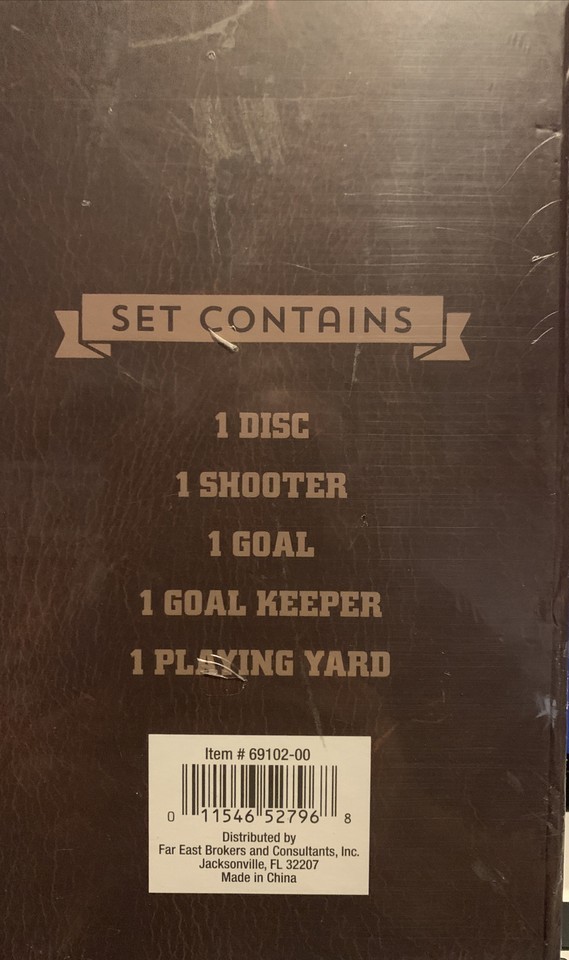 SET CONTAINS
1 DISC
1 SHOOTER
1 GOAL
1 GOAL KEEPER
1 PLAYING YARD
Item # 69102-00
0 11546 52796 8
Distributed by
Far East Brokers and Consultants, Inc.
Jacksonville, FL 32207
Made in China